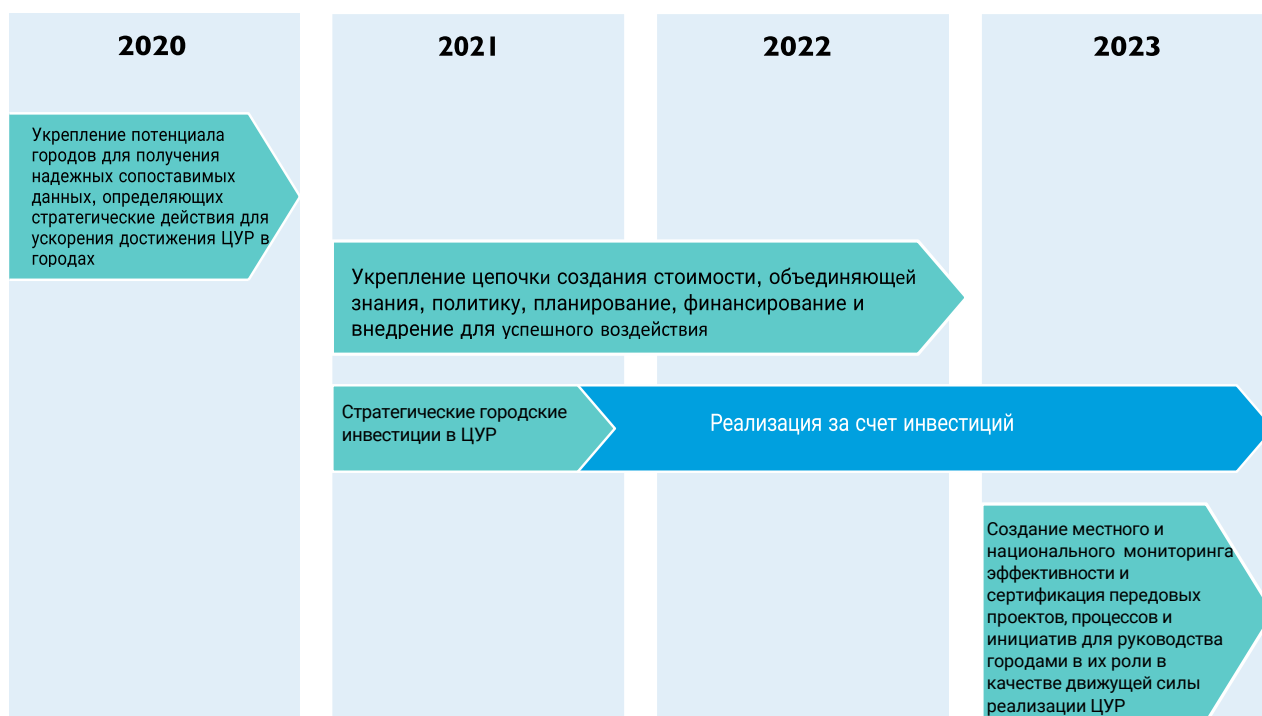 2020
2021
2022
2023
Укрепление потенциала
городов для получения
надежных сопоставимых
данных, определяющих
стратегические действия для
ускорения достижения ЦУР в
городах
Укрепление цепочки создания стоимости, объединяющей
знания, политику, планирование, финансирование и
внедрение для успешного воздействия
Стратегические городские
инвестиции в ЦУР
Реализация за счет инвестиций
Создание местного и
национального мониторинга
эффективности и
сертификация передовых
проектов, процессов и
инициатив для руководства
городами в их роли в
качестве движущей силы
реализации ЦУР